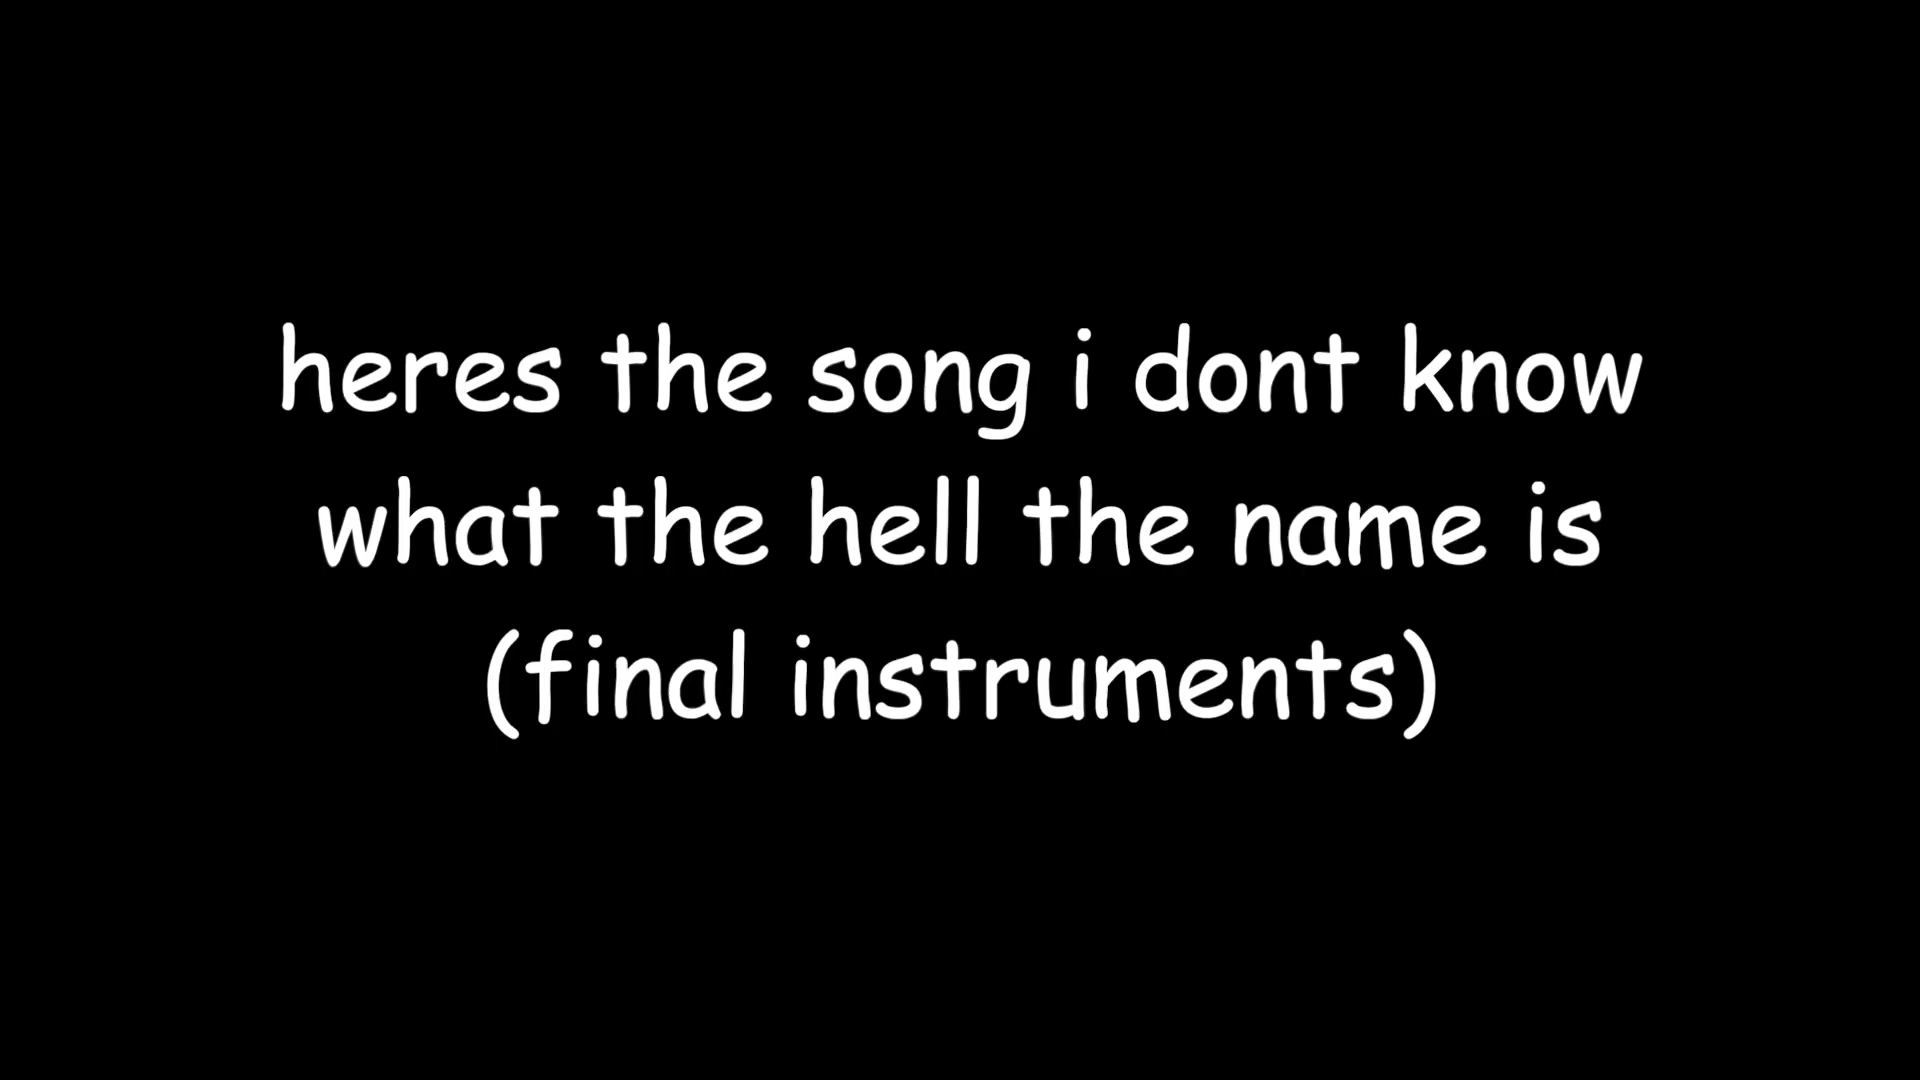 heres the song i dont know
what the hell the name is
(final instruments)